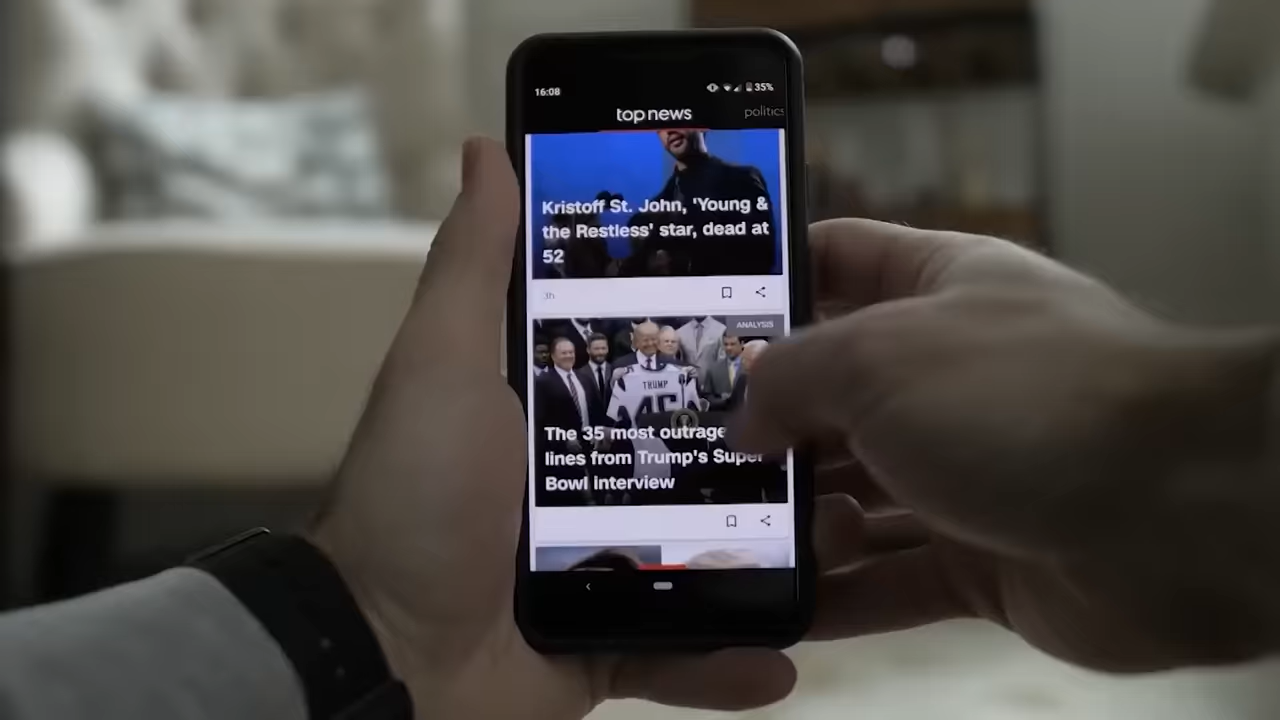 16:08
35%
top news
politics
Kristoff St. John, 'Young &
the Restless' star, dead at
52
3h
ANALYSIS
TRUMP
The 35 most outrage
lines from Trump's Super
Bowl interview